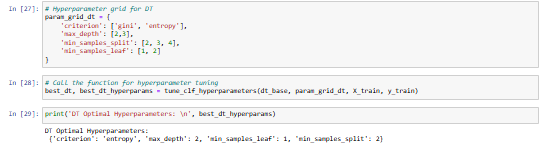 In [27]: # Hyperparameter grid for DT
param_grid_dt = {
'criterion': ['gini', 'entropy'],
'max_depth': [2,3],
'min_samples_split': [2, 3, 4],
'min_samples_leaf': [1, 2]
}
In [28]: # Call the function for hyperparameter tuning
best_dt, best_dt_hyperparams = tune_clf_hyperparameters(dt_base, param_grid_dt, X_train, y_train)
In [29]: print('DT Optimal Hyperparameters: \n', best_dt_hyperparams)
DT Optimal Hyperparameters:
{'criterion': 'entropy', 'max_depth': 2, 'min_samples_leaf': 1, 'min_samples_split': 2}